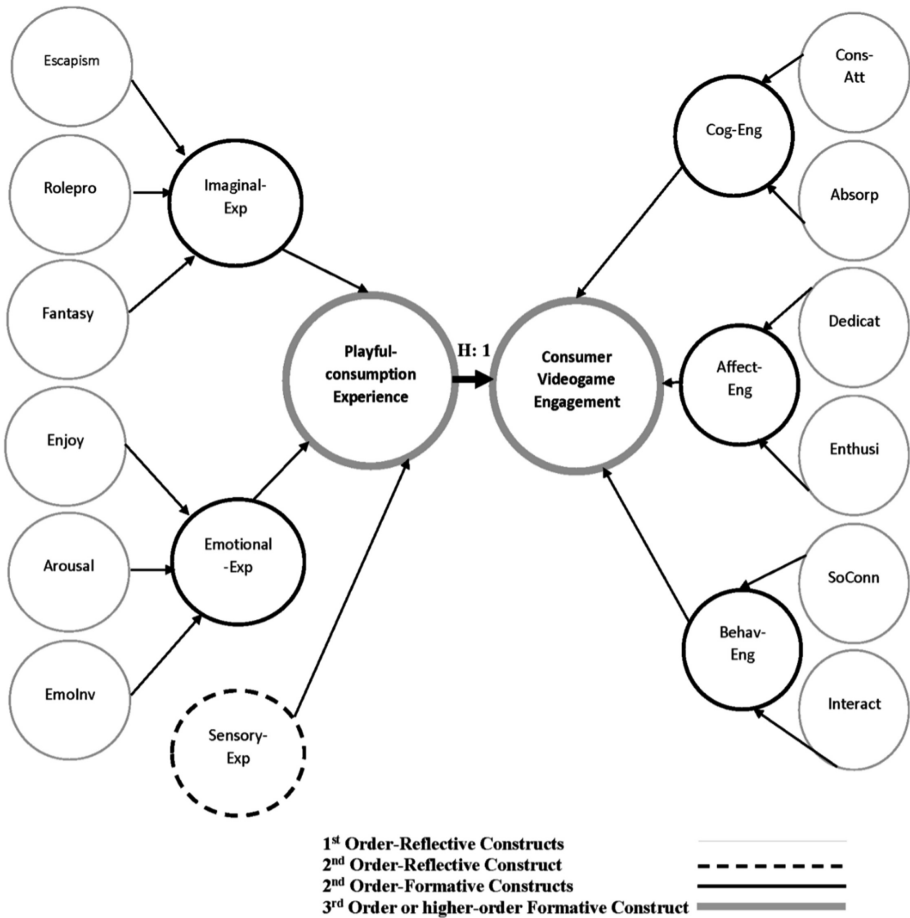 Escapism
Rolepro
Fantasy
Enjoy
Arousal
EmoInv
Imaginal-
Exp
Emotional
-Exp
Sensory-
Exp
Playful-
consumption
Experience
H: 1
Consumer
Videogame
Engagement
Cog-Eng
Affect-
Eng
Behav-
Eng
Cons-
Att
Absorp
Dedicat
Enthusi
SoConn
Interact
1st Order-Reflective Constructs
2nd Order-Reflective Construct
2nd Order-Formative Constructs
3rd Order or higher-order Formative Construct